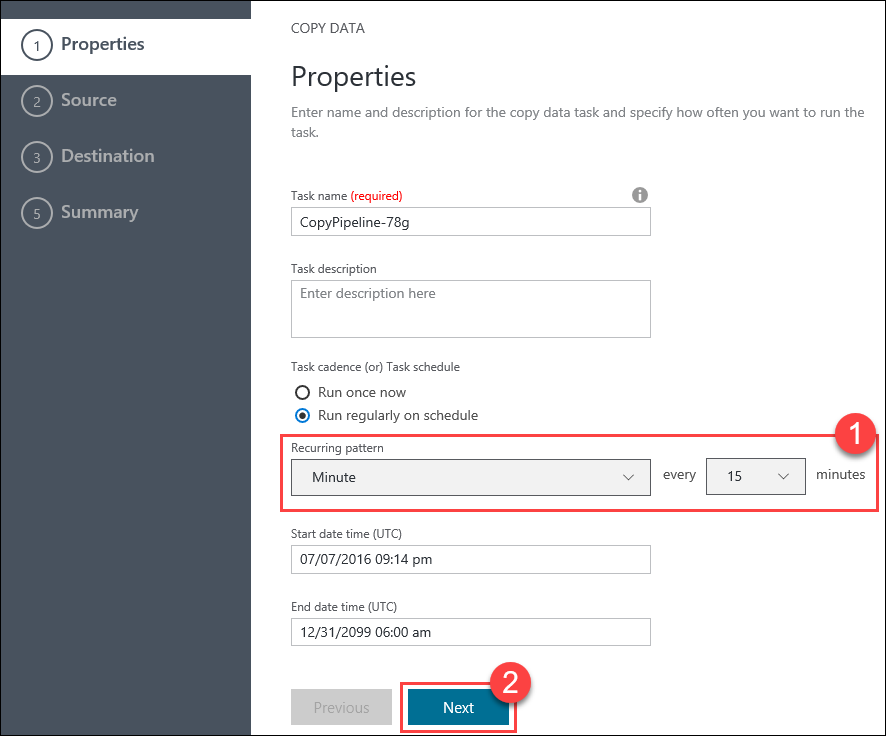 1 Properties
2 Source
3 Destination
5 Summary
COPY DATA
Properties
Enter name and description for the copy data task and specify how often you want to run the
task.
Task name (required)
CopyPipeline-78g
Task description
Enter description here
Task cadence (or) Task schedule
Run once now
Run regularly on schedule
1
Recurring pattern
Minute every 15 minutes
Start date time (UTC)
07/07/2016 09:14 pm
End date time (UTC)
12/31/2099 06:00 am
2
Previous Next